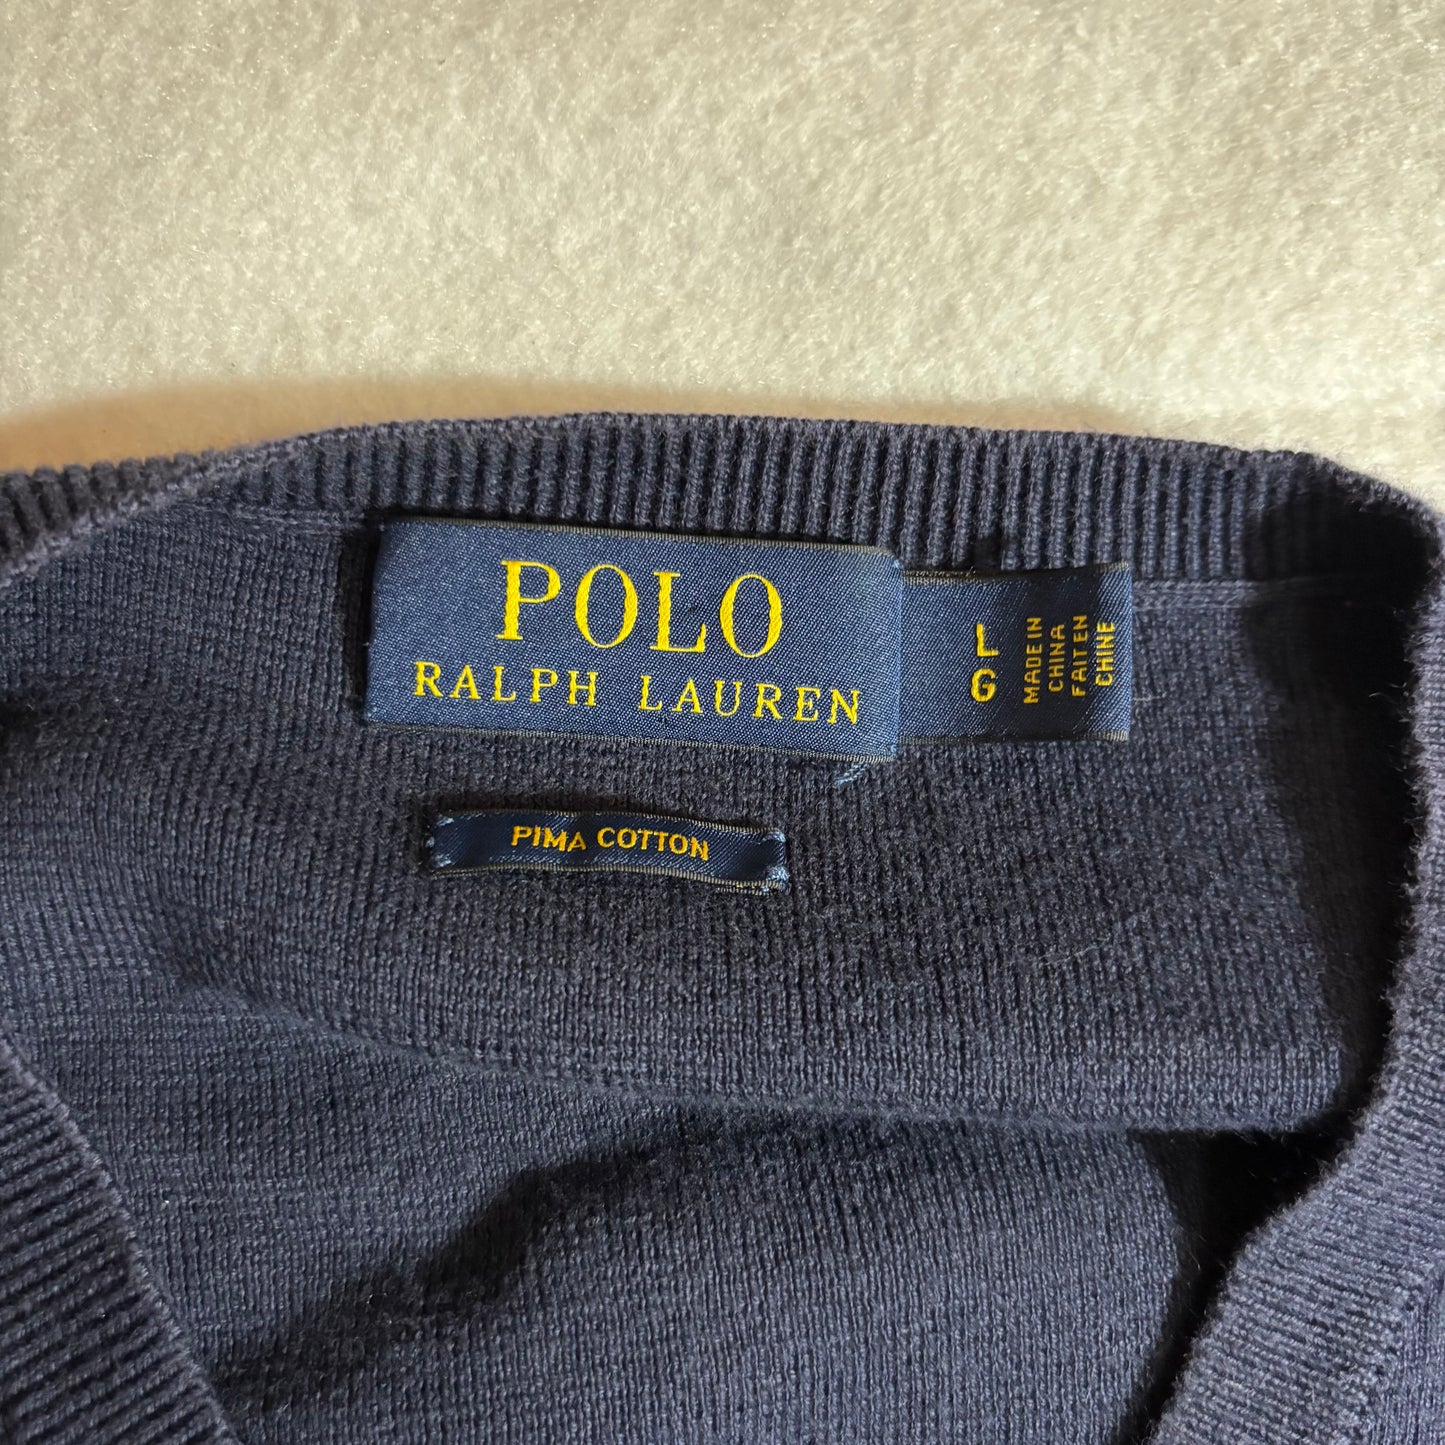 POLO
RALPH LAUREN
L
G
MADE IN
CHINA
FAIT EN
CHINE
PIMA COTTON